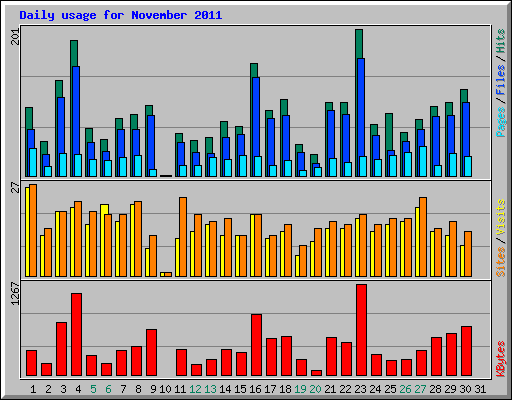 Daily usage for November 2011
201
Pages / Files / Hits
27
Sites / Visits
1267
KBytes
1 2 3 4 5 6 7 8 9 10 11 12 13 14 15 16 17 18 19 20 21 22 23 24 25 26 27 28 29 30 31